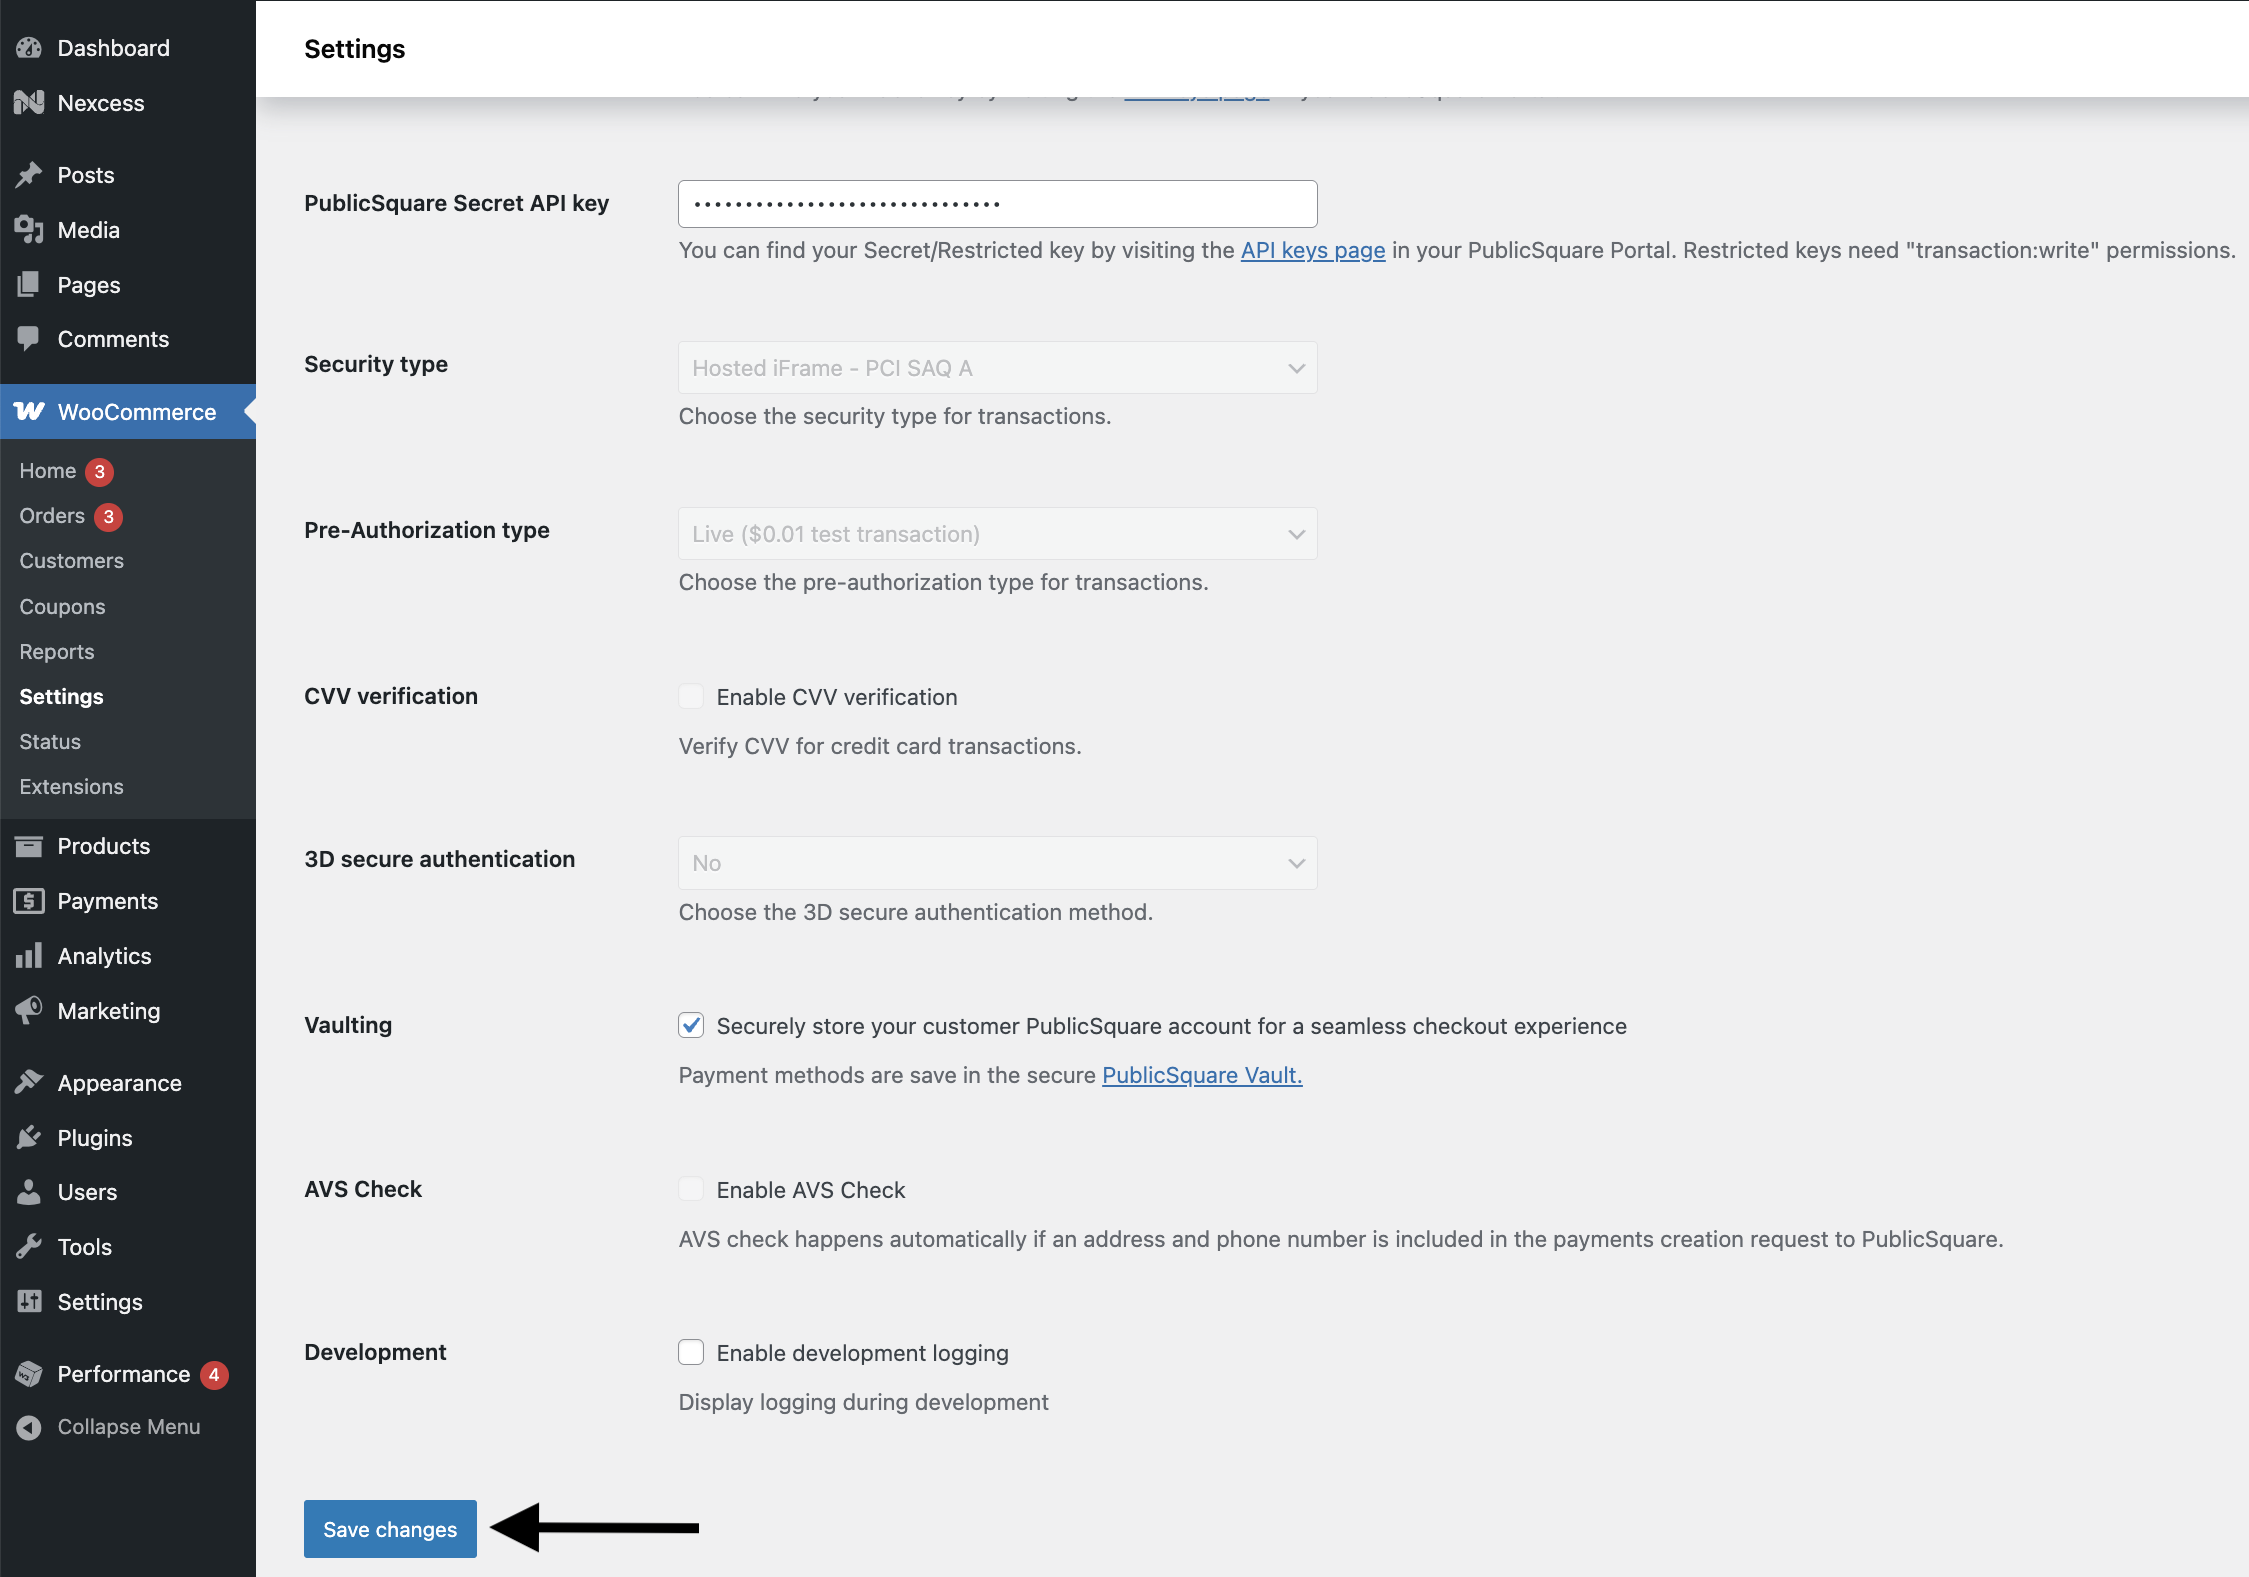 Dashboard
Nexcess
Posts
Media
Pages
Comments
WooCommerce
Home 3
Orders 3
Customers
Coupons
Reports
Settings
Status
Extensions
Products
Payments
Analytics
Marketing
Appearance
Plugins
Users
Tools
Settings
Performance 4
Collapse Menu
Settings
PublicSquare Secret API key
••••••••••••••••••••••••••••••
You can find your Secret/Restricted key by visiting the API keys page in your PublicSquare Portal. Restricted keys need "transaction:write" permissions.
Security type
Hosted iFrame - PCI SAQ A
Choose the security type for transactions.
Pre-Authorization type
Live ($0.01 test transaction)
Choose the pre-authorization type for transactions.
CVV verification
Enable CVV verification
Verify CVV for credit card transactions.
3D secure authentication
No
Choose the 3D secure authentication method.
Vaulting
Securely store your customer PublicSquare account for a seamless checkout experience
Payment methods are save in the secure PublicSquare Vault.
AVS Check
Enable AVS Check
AVS check happens automatically if an address and phone number is included in the payments creation request to PublicSquare.
Development
Enable development logging
Display logging during development
Save changes